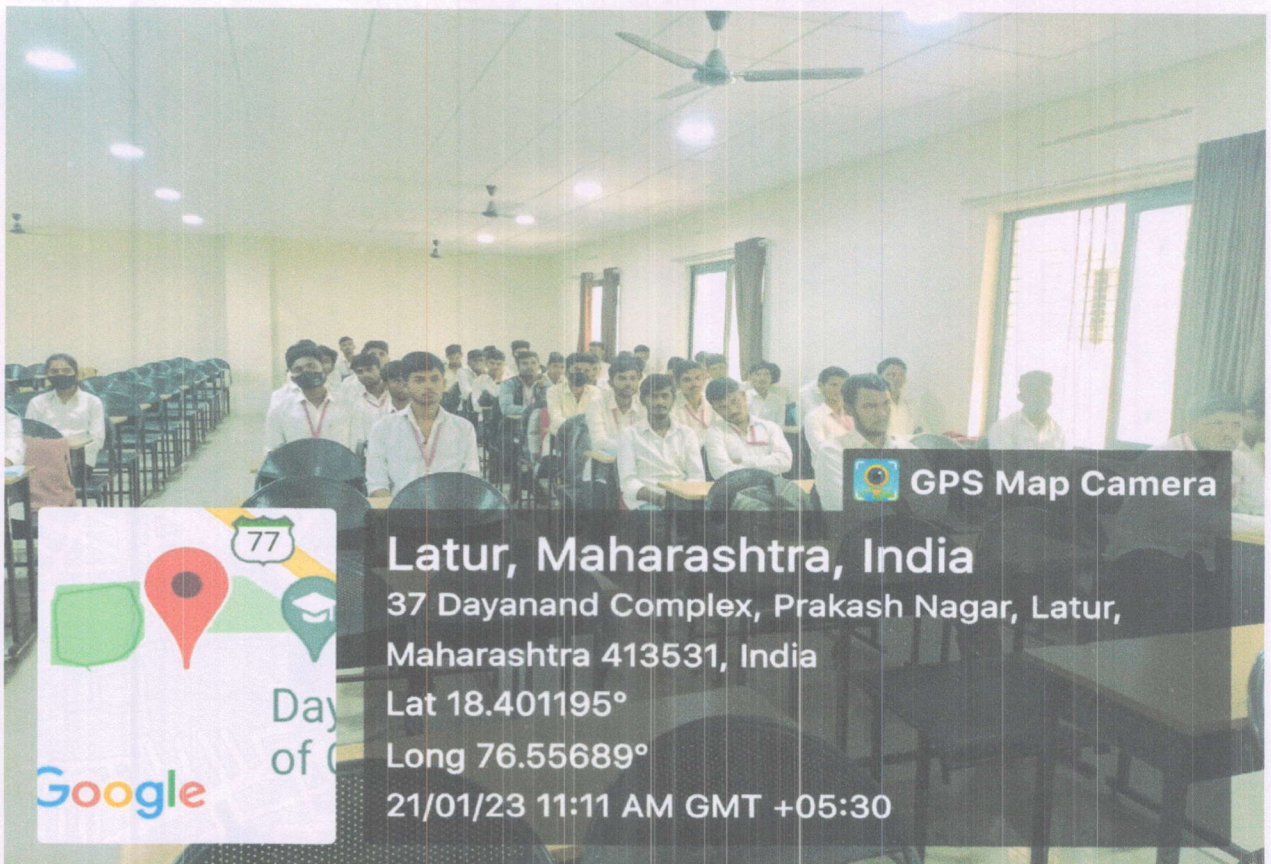 GPS Map Camera
Latur, Maharashtra, India
37 Dayanand Complex, Prakash Nagar, Latur,
Maharashtra 413531, India
Lat 18.401195°
Long 76.55689°
21/01/23 11:11 AM GMT +05:30
77
Day
of
Google